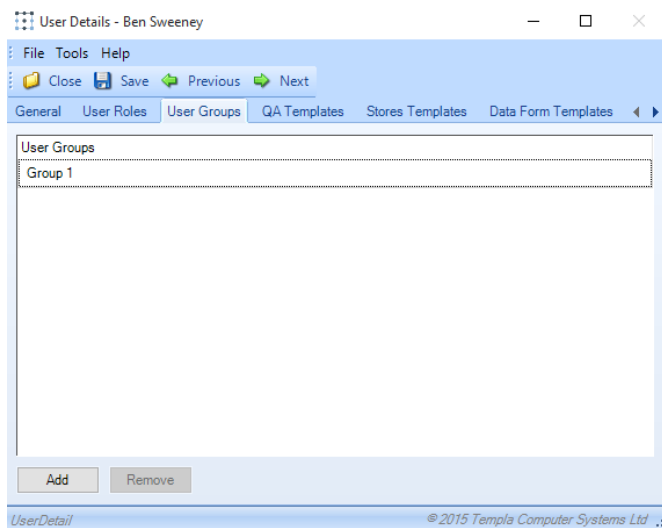 User Details - Ben Sweeney
File Tools Help
Close Save Previous Next
General User Roles User Groups QA Templates Stores Templates Data Form Templates
User Groups
Group 1
Add Remove
UserDetail © 2015 Templa Computer Systems Ltd